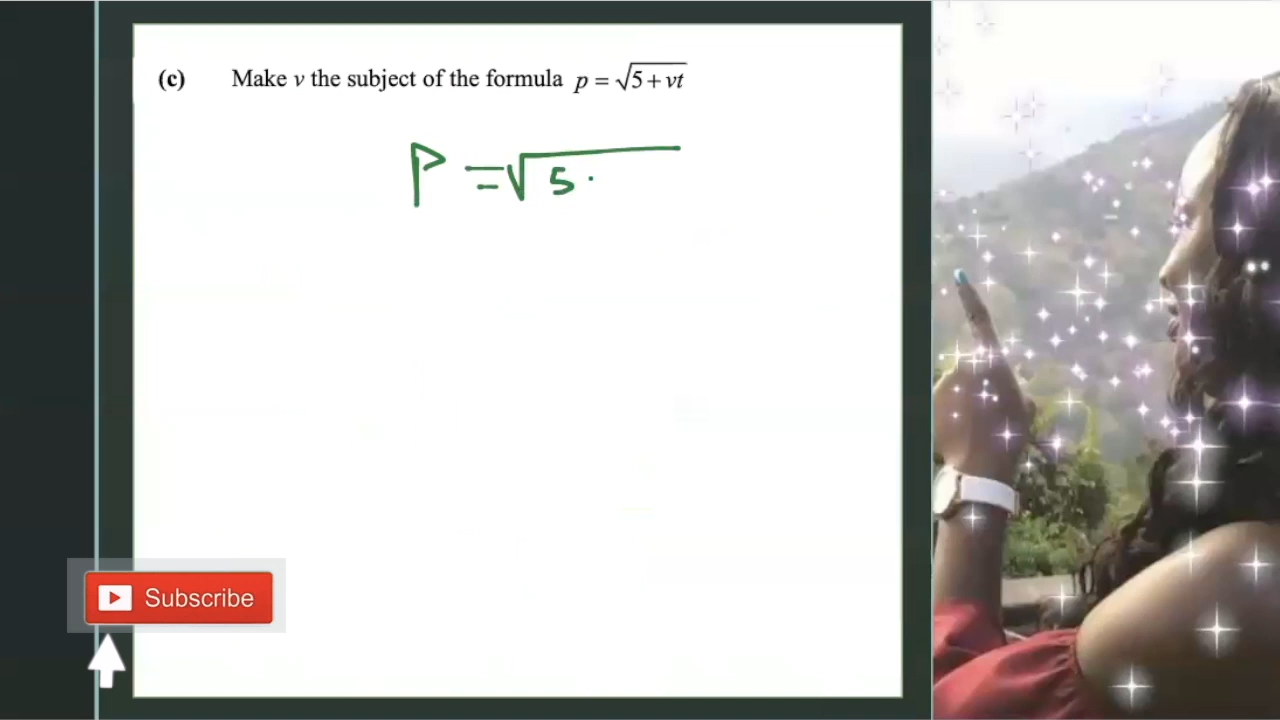 (c) Make v the subject of the formula p = √5 + vt
P = √5 ·
Subscribe